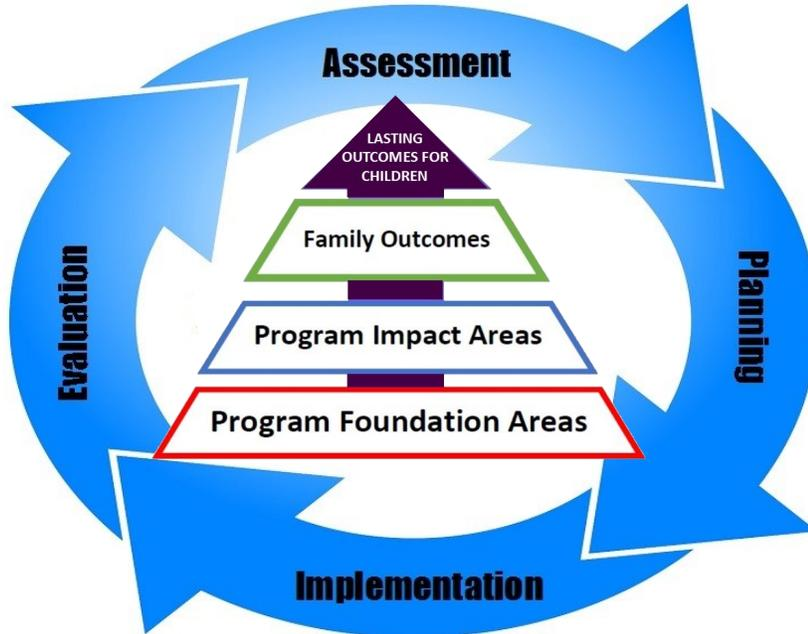 Assessment
LASTING
OUTCOMES FOR
CHILDREN
Family Outcomes
Program Impact Areas
Program Foundation Areas
Planning
Implementation
Evaluation